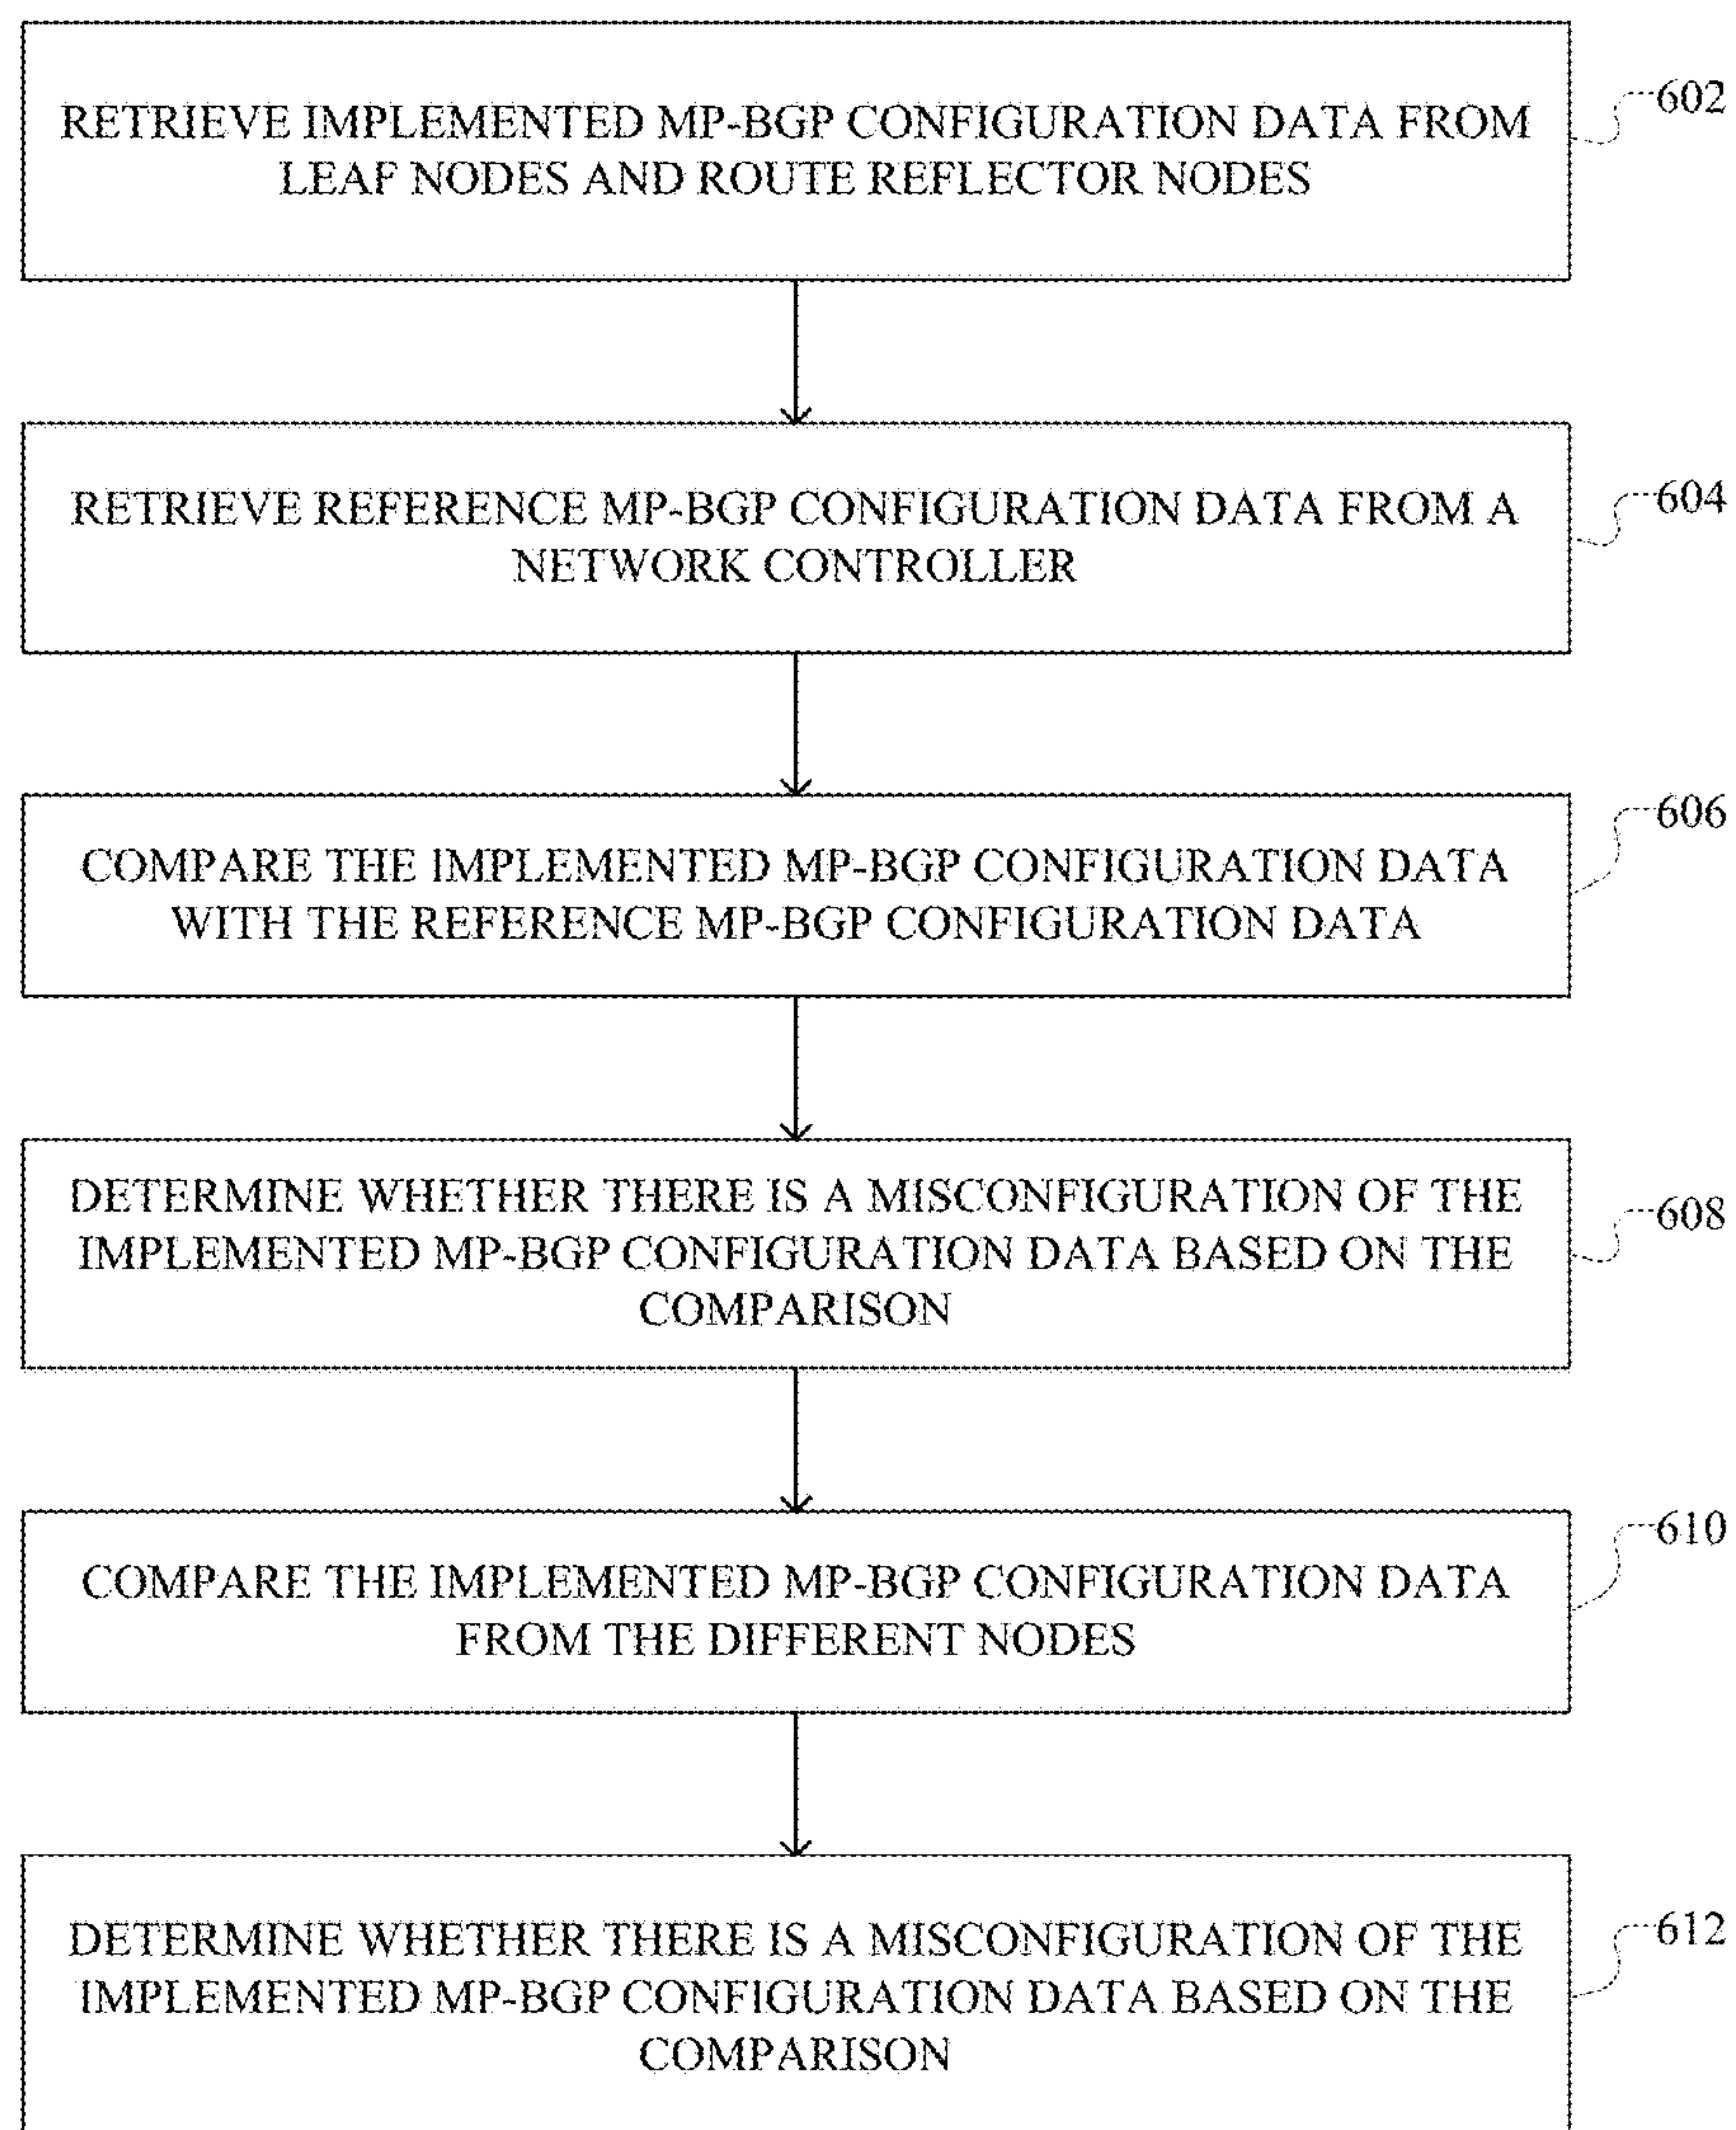 RETRIEVE IMPLEMENTED MP-BGP CONFIGURATION DATA FROM
LEAF NODES AND ROUTE REFLECTOR NODES
602
RETRIEVE REFERENCE MP-BGP CONFIGURATION DATA FROM A
NETWORK CONTROLLER
604
COMPARE THE IMPLEMENTED MP-BGP CONFIGURATION DATA
WITH THE REFERENCE MP-BGP CONFIGURATION DATA
606
DETERMINE WHETHER THERE IS A MISCONFIGURATION OF THE
IMPLEMENTED MP-BGP CONFIGURATION DATA BASED ON THE
COMPARISON
608
COMPARE THE IMPLEMENTED MP-BGP CONFIGURATION DATA
FROM THE DIFFERENT NODES
610
DETERMINE WHETHER THERE IS A MISCONFIGURATION OF THE
IMPLEMENTED MP-BGP CONFIGURATION DATA BASED ON THE
COMPARISON
612